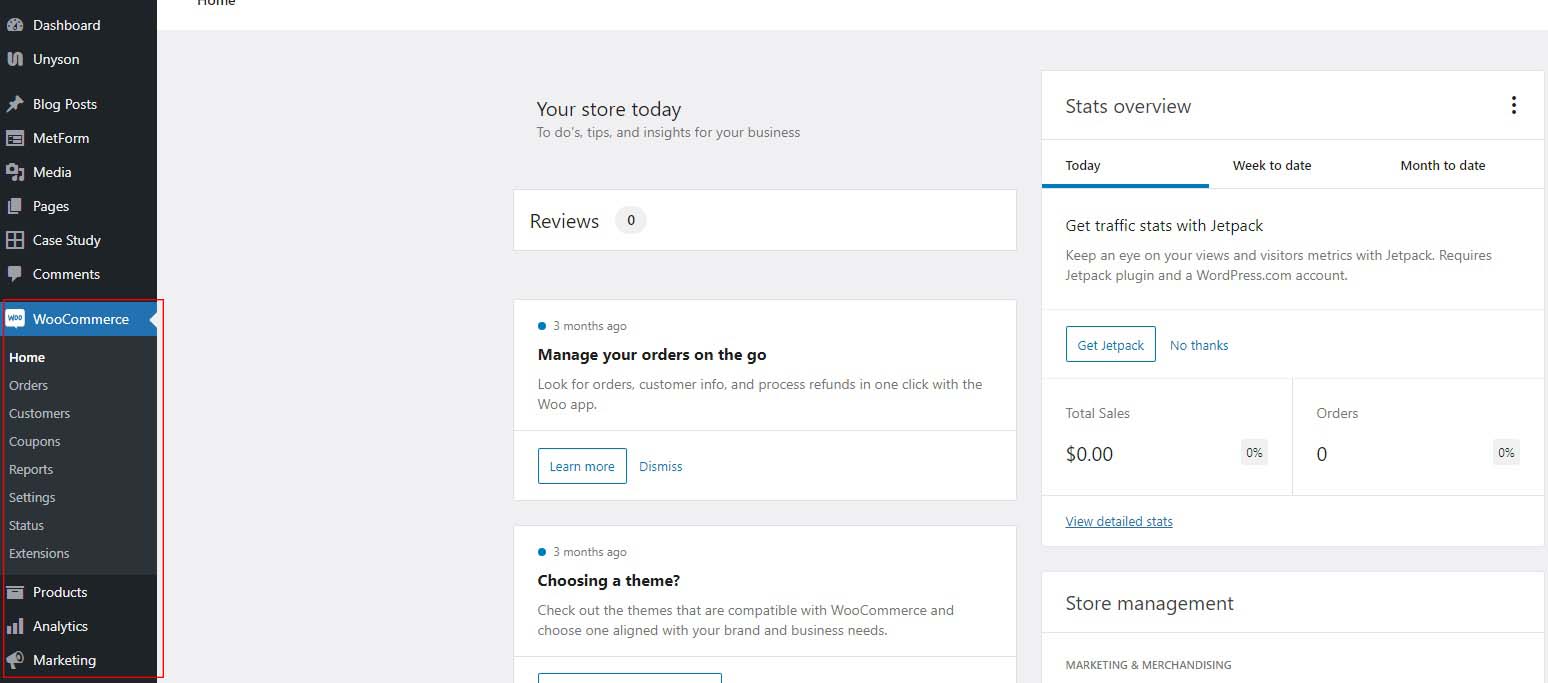 Home
Dashboard
Unyson
Blog Posts
MetForm
Media
Pages
Case Study
Comments
woo WooCommerce
Home
Orders
Customers
Coupons
Reports
Settings
Status
Extensions
Products
Analytics
Marketing
Your store today
To do's, tips, and insights for your business
Reviews 0
3 months ago
Manage your orders on the go
Look for orders, customer info, and process refunds in one click with the
Woo app.
Learn more Dismiss
3 months ago
Choosing a theme?
Check out the themes that are compatible with WooCommerce and
choose one aligned with your brand and business needs.
Stats overview
Today Week to date Month to date
Get traffic stats with Jetpack
Keep an eye on your views and visitors metrics with Jetpack. Requires
Jetpack plugin and a WordPress.com account.
Get Jetpack No thanks
Total Sales Orders
$0.00 0% 0 0%
View detailed stats
Store management
MARKETING & MERCHANDISING